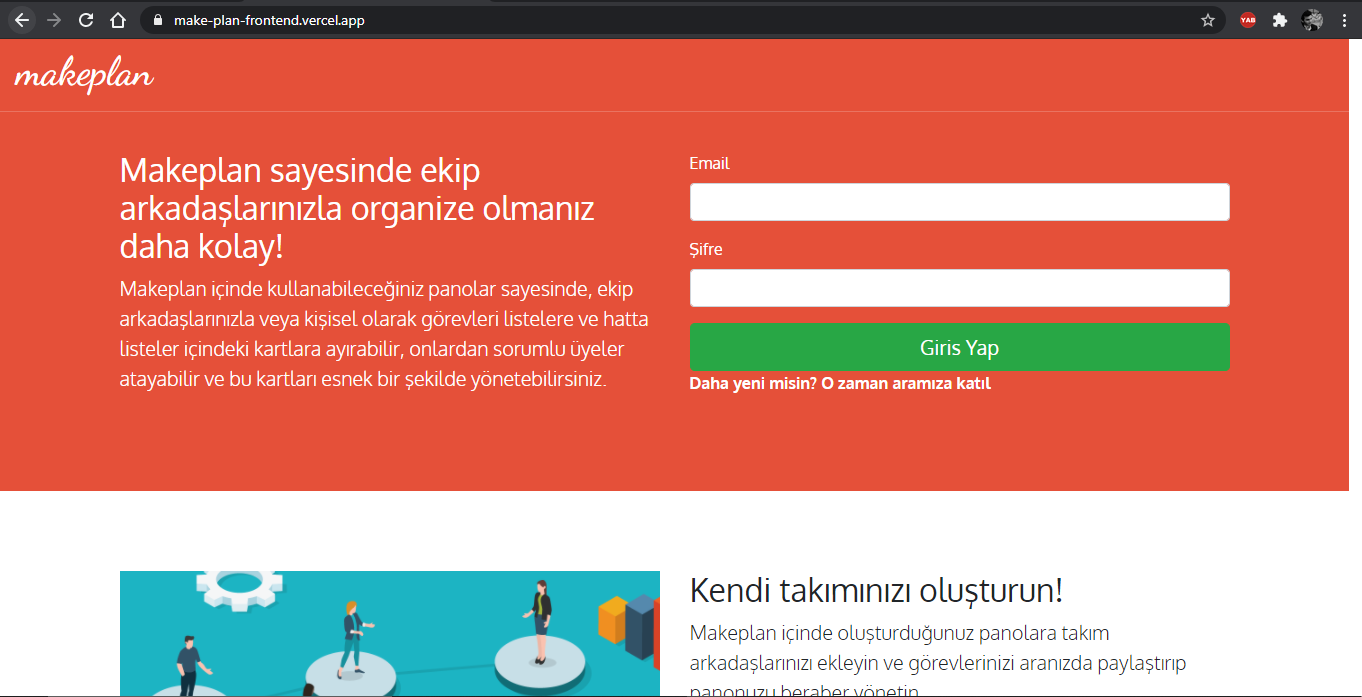 make-plan-frontend.vercel.app
YAB
makeplan
Makeplan sayesinde ekip
arkadaşlarınızla organize olmanız
daha kolay!
Makeplan içinde kullanabileceğiniz panolar sayesinde, ekip
arkadaşlarınızla veya kişisel olarak görevleri listelere ve hatta
listeler içindeki kartlara ayırabilir, onlardan sorumlu üyeler
atayabilir ve bu kartları esnek bir şekilde yönetebilirsiniz.
Email
Şifre
Giris Yap
Daha yeni misin? O zaman aramıza katıl
Kendi takımınızı oluşturun!
Makeplan içinde oluşturduğunuz panolara takım
arkadaşlarınızı ekleyin ve görevlerinizi aranızda paylaştırıp
panonuzu beraber yönetin